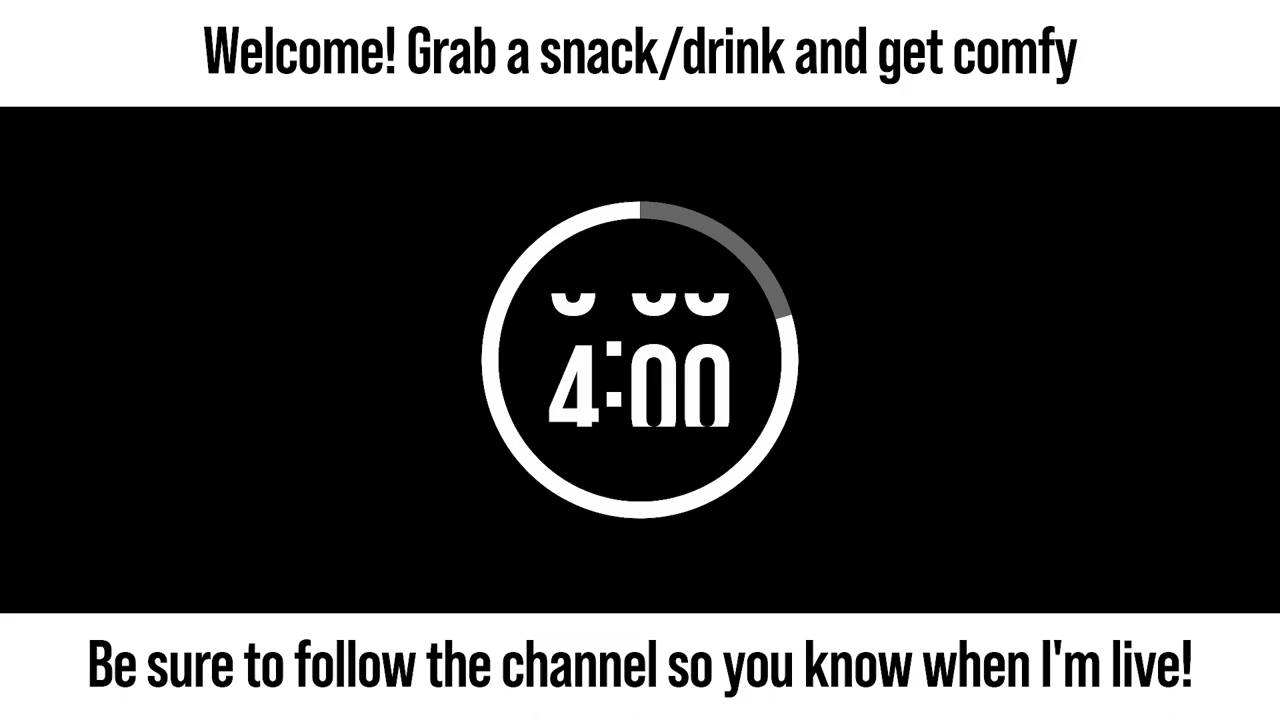 Welcome! Grab a snack/drink and get comfy
4:00
Be sure to follow the channel so you know when I'm live!